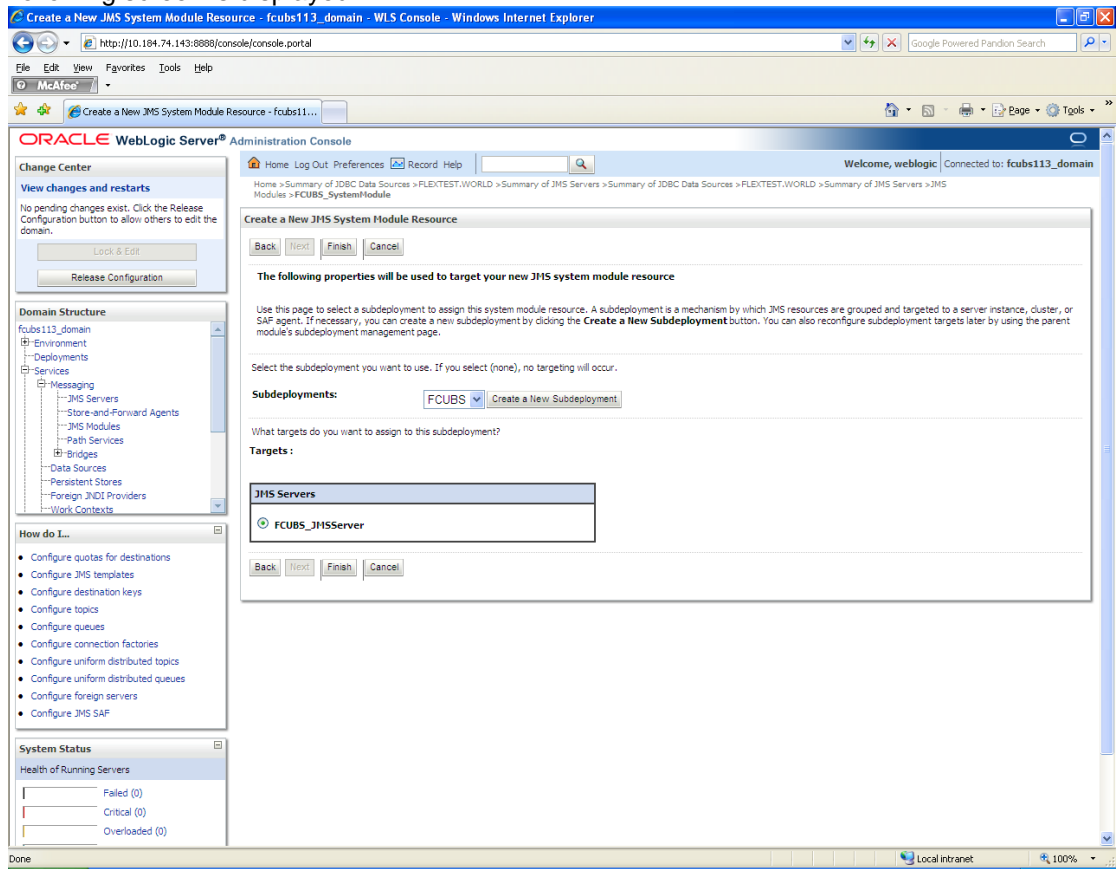 Create a New JMS System Module Resource - fcubs113_domain - WLS Console - Windows Internet Explorer
http://10.184.74.143:8888/console/console.portal
Google Powered Pandion Search
File Edit View Favorites Tools Help
McAfee
Create a New JMS System Module Resource - fcubs11...
Page Tools
ORACLE WebLogic Server® Administration Console
Change Center
View changes and restarts
No pending changes exist. Click the Release
Configuration button to allow others to edit the
domain.
Lock & Edit
Release Configuration
Domain Structure
fcubs113_domain
Environment
Deployments
Services
Messaging
JMS Servers
Store-and-Forward Agents
JMS Modules
Path Services
Bridges
Data Sources
Persistent Stores
Foreign JNDI Providers
Work Contexts
How do I...
Configure quotas for destinations
Configure JMS templates
Configure destination keys
Configure topics
Configure queues
Configure connection factories
Configure uniform distributed topics
Configure uniform distributed queues
Configure foreign servers
Configure JMS SAF
System Status
Health of Running Servers
Failed (0)
Critical (0)
Overloaded (0)
Home Log Out Preferences Record Help
Welcome, weblogic Connected to: fcubs113_domain
Home >Summary of JDBC Data Sources >FLEXTEST.WORLD >Summary of JMS Servers >Summary of JDBC Data Sources >FLEXTEST.WORLD >Summary of JMS Servers >JMS
Modules >FCUBS_SystemModule
Create a New JMS System Module Resource
Back Next Finish Cancel
The following properties will be used to target your new JMS system module resource
Use this page to select a subdeployment to assign this system module resource. A subdeployment is a mechanism by which JMS resources are grouped and targeted to a server instance, cluster, or
SAF agent. If necessary, you can create a new subdeployment by clicking the Create a New Subdeployment button. You can also reconfigure subdeployment targets later by using the parent
module's subdeployment management page.
Select the subdeployment you want to use. If you select (none), no targeting will occur.
Subdeployments: FCUBS Create a New Subdeployment
What targets do you want to assign to this subdeployment?
Targets :
JMS Servers
FCUBS_JMSServer
Back Next Finish Cancel
Done
Local intranet
100%